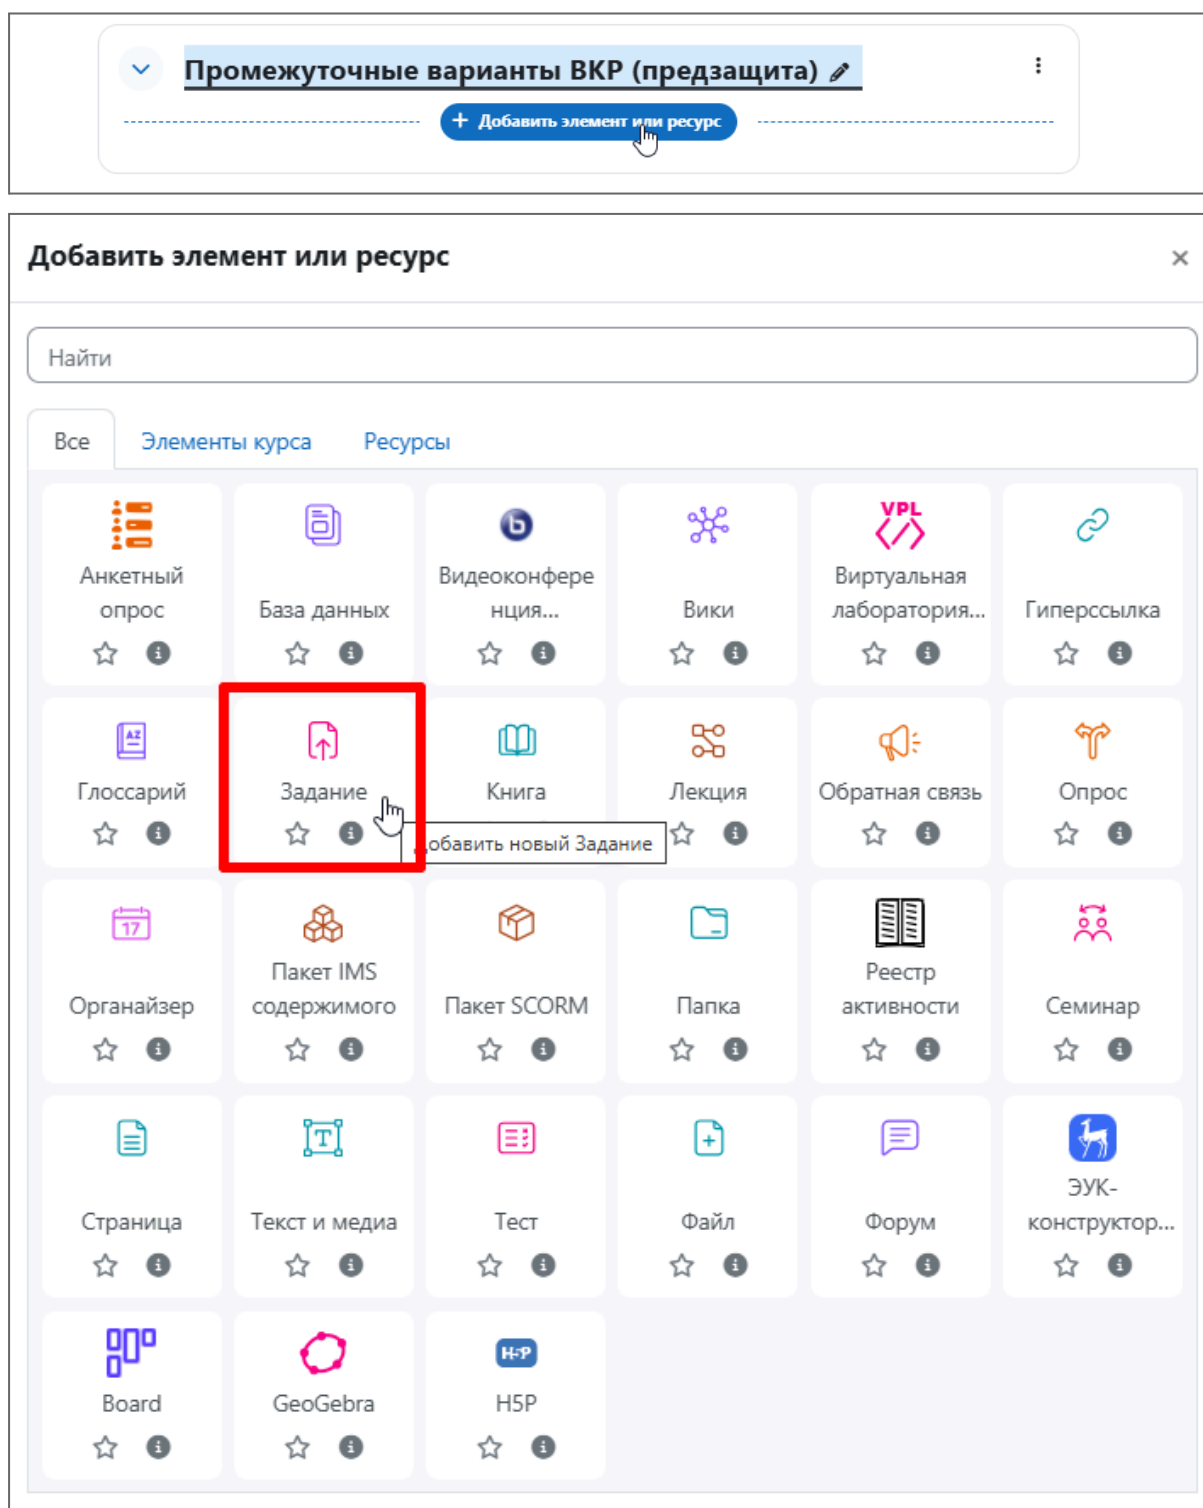 Промежуточные варианты ВКР (предзащита)
+ Добавить элемент или ресурс
Добавить элемент или ресурс
Найти
Все Элементы курса Ресурсы
Анкетный опрос
База данных
Видеоконференция...
Вики
VPL
Виртуальная лаборатория...
Гиперссылка
AZ
Глоссарий
Задание
Книга
Лекция
Обратная связь
Опрос
обавить новый Задание
17
Органайзер
Пакет IMS содержимого
Пакет SCORM
Папка
Реестр активности
Семинар
Страница
T
Текст и медиа
Тест
Файл
Форум
ЭУК-конструктор...
Board
GeoGebra
H5P
H5P